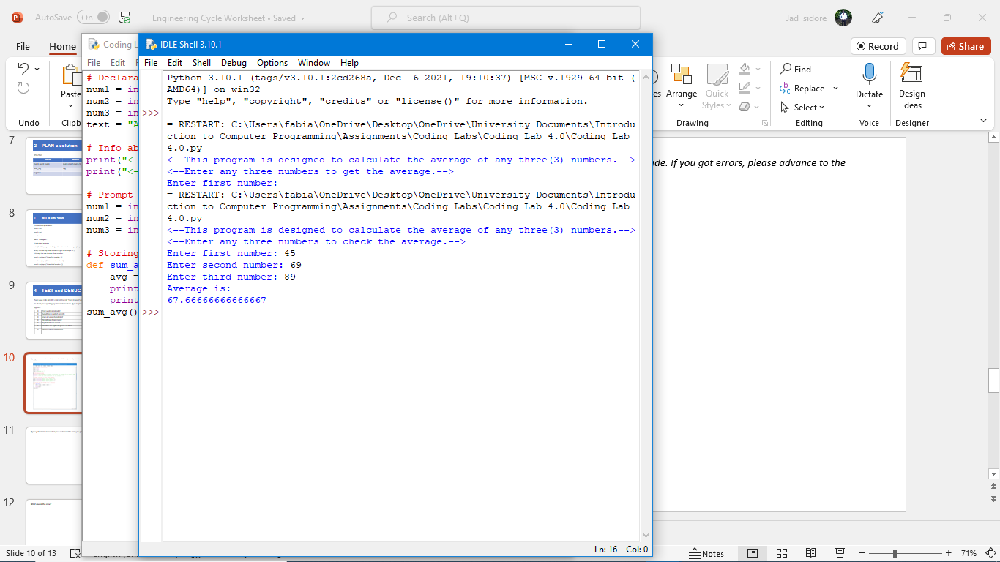 AutoSave On Engineering Cycle Worksheet • Saved Search (Alt+Q) Jad Isidore
File Home Record Share
Undo
Paste
Clipb
Arrange
Quick Styles
Drawing
Find
Replace
Select
Editing
Dictate
Voice
Design Ideas
Designer
7
2 PLAN a solution
8
9
4 TEST and DEBUG
10
11
12
Coding L
File Edit F
# Declara
num1 = in
num2 = in
num3 = in
text = "A
# Info ab
print("<-
print("<-
# Prompt
num1 = in
num2 = in
num3 = in
# Storing
def sum_a
avg =
print
print
sum_avg()
IDLE Shell 3.10.1
File Edit Shell Debug Options Window Help
Python 3.10.1 (tags/v3.10.1:2cd268a, Dec  6 2021, 19:10:37) [MSC v.1929 64 bit (
AMD64)] on win32
Type "help", "copyright", "credits" or "license()" for more information.
>>>
= RESTART: C:\Users\fabia\OneDrive\Desktop\OneDrive\University Documents\Introdu
ction to Computer Programming\Assignments\Coding Labs\Coding Lab 4.0\Coding Lab
4.0.py
<--This program is designed to calculate the average of any three(3) numbers.-->
<--Enter any three numbers to get the average.-->
Enter first number:
= RESTART: C:\Users\fabia\OneDrive\Desktop\OneDrive\University Documents\Introdu
ction to Computer Programming\Assignments\Coding Labs\Coding Lab 4.0\Coding Lab
4.0.py
<--This program is designed to calculate the average of any three(3) numbers.-->
<--Enter any three numbers to check the average.-->
Enter first number: 45
Enter second number: 69
Enter third number: 89
Average is:
67.66666666666667
>>>
Ln: 16 Col: 0
ide. If you got errors, please advance to the
Slide 10 of 13
Notes
71%